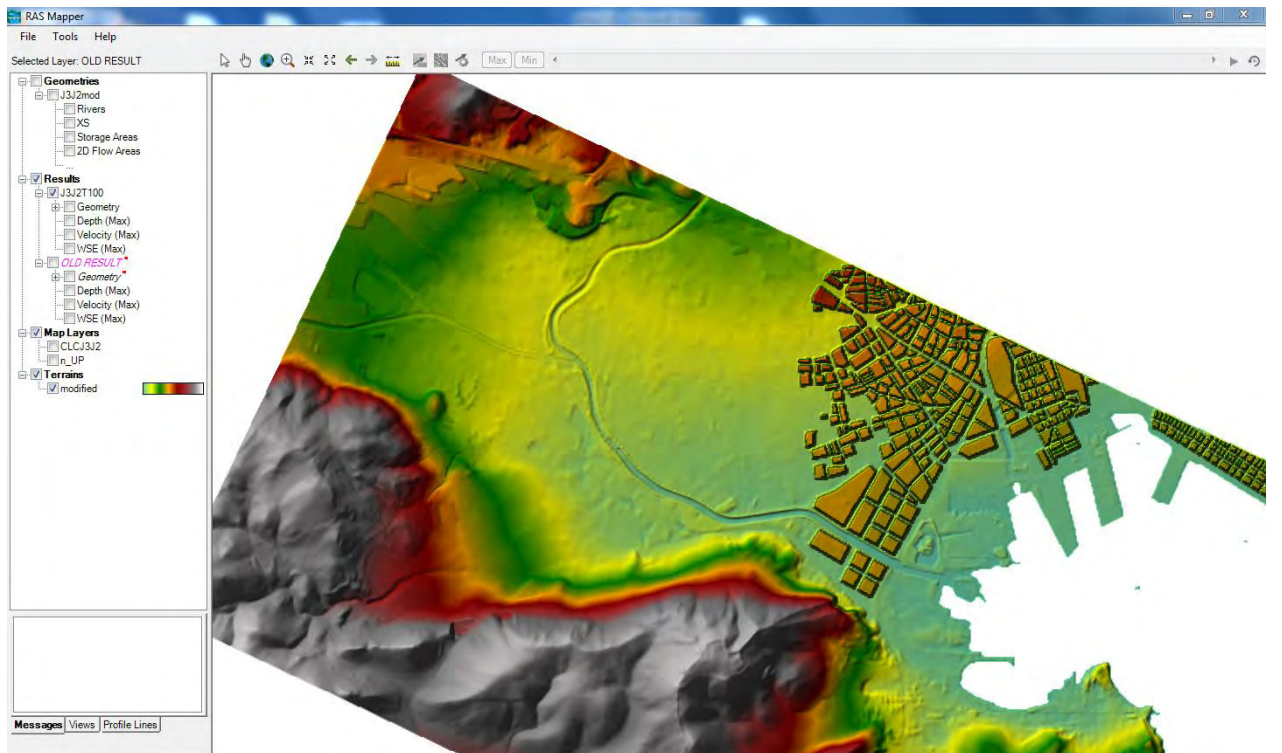 RAS Mapper
File Tools Help
Selected Layer: OLD RESULT
Max Min
Geometries
J3J2mod
Rivers
XS
Storage Areas
2D Flow Areas
...
Results
J3J2T100
Geometry
Depth (Max)
Velocity (Max)
WSE (Max)
OLD RESULT
Geometry
Depth (Max)
Velocity (Max)
WSE (Max)
Map Layers
CLCJ3J2
n_UP
Terrains
modified
Messages Views Profile Lines